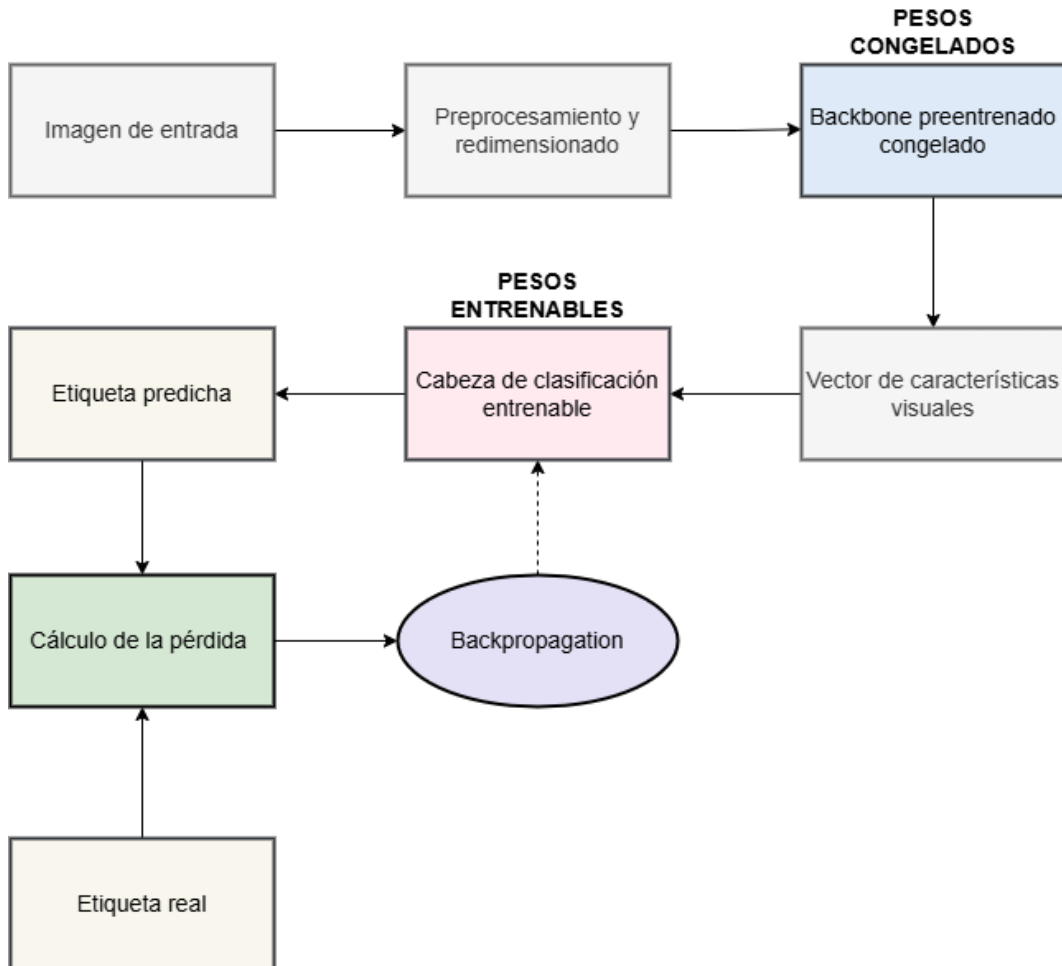 PESOS
CONGELADOS
Imagen de entrada
Preprocesamiento y
redimensionado
Backbone preentrenado
congelado
PESOS
ENTRENABLES
Etiqueta predicha
Cabeza de clasificación
entrenable
Vector de características
visuales
Cálculo de la pérdida
Backpropagation
Etiqueta real